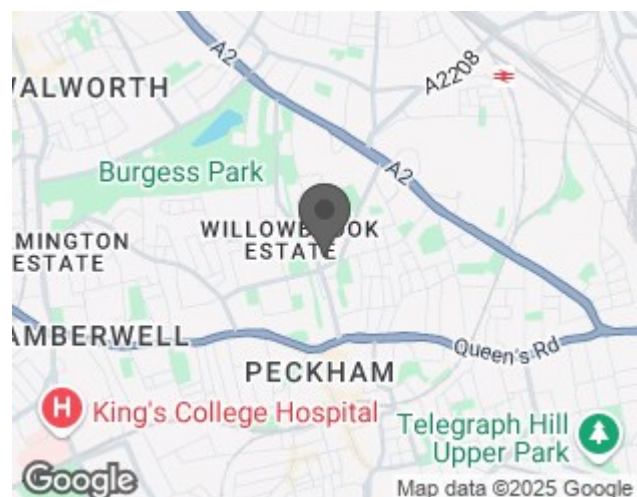 A2
A2208
WALWORTH
Burgess Park
A2
WILLOWBROOK
ESTATE
LMINGTON
ESTATE
AMBERWELL
Queen's Rd
PECKHAM
H
King's College Hospital
Telegraph Hill
Upper Park
Google
Map data ©2025 Google